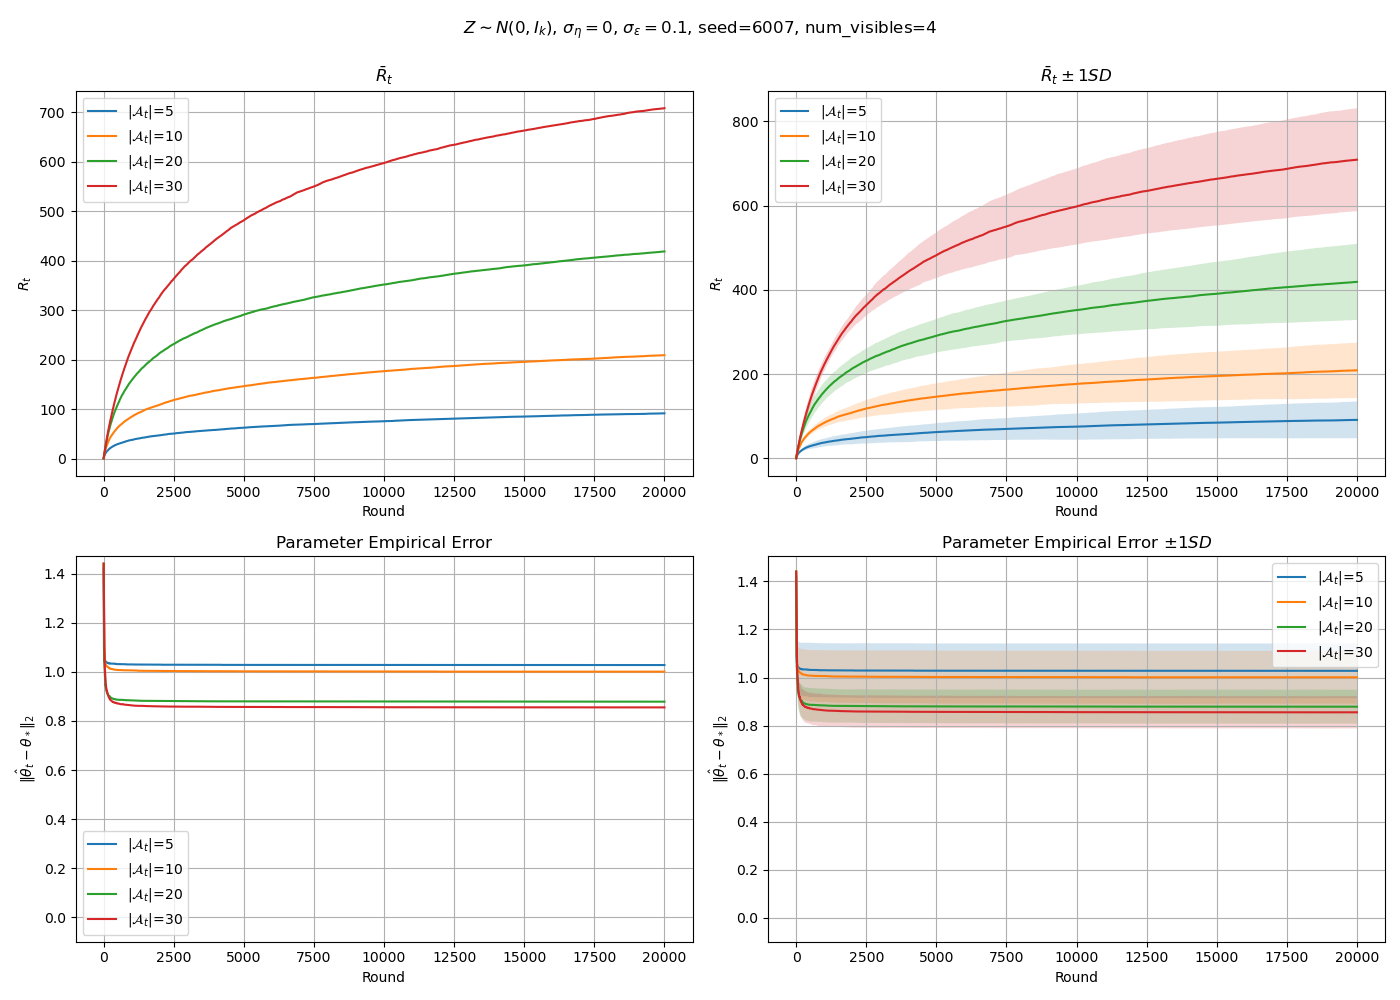 Z ∼ N(0, I_k), σ_η = 0, σ_ε = 0.1, seed=6007, num_visibles=4
R̄_t
R_t
700
600
500
400
300
200
100
0
|𝒜_t|=5
|𝒜_t|=10
|𝒜_t|=20
|𝒜_t|=30
0 2500 5000 7500 10000 12500 15000 17500 20000
Round
R̄_t ± 1SD
R_t
800
600
400
200
0
|𝒜_t|=5
|𝒜_t|=10
|𝒜_t|=20
|𝒜_t|=30
0 2500 5000 7500 10000 12500 15000 17500 20000
Round
Parameter Empirical Error
‖θ̂_t − θ_*‖_2
1.4
1.2
1.0
0.8
0.6
0.4
0.2
0.0
|𝒜_t|=5
|𝒜_t|=10
|𝒜_t|=20
|𝒜_t|=30
0 2500 5000 7500 10000 12500 15000 17500 20000
Round
Parameter Empirical Error ±1SD
‖θ̂_t − θ_*‖_2
1.4
1.2
1.0
0.8
0.6
0.4
0.2
0.0
|𝒜_t|=5
|𝒜_t|=10
|𝒜_t|=20
|𝒜_t|=30
0 2500 5000 7500 10000 12500 15000 17500 20000
Round